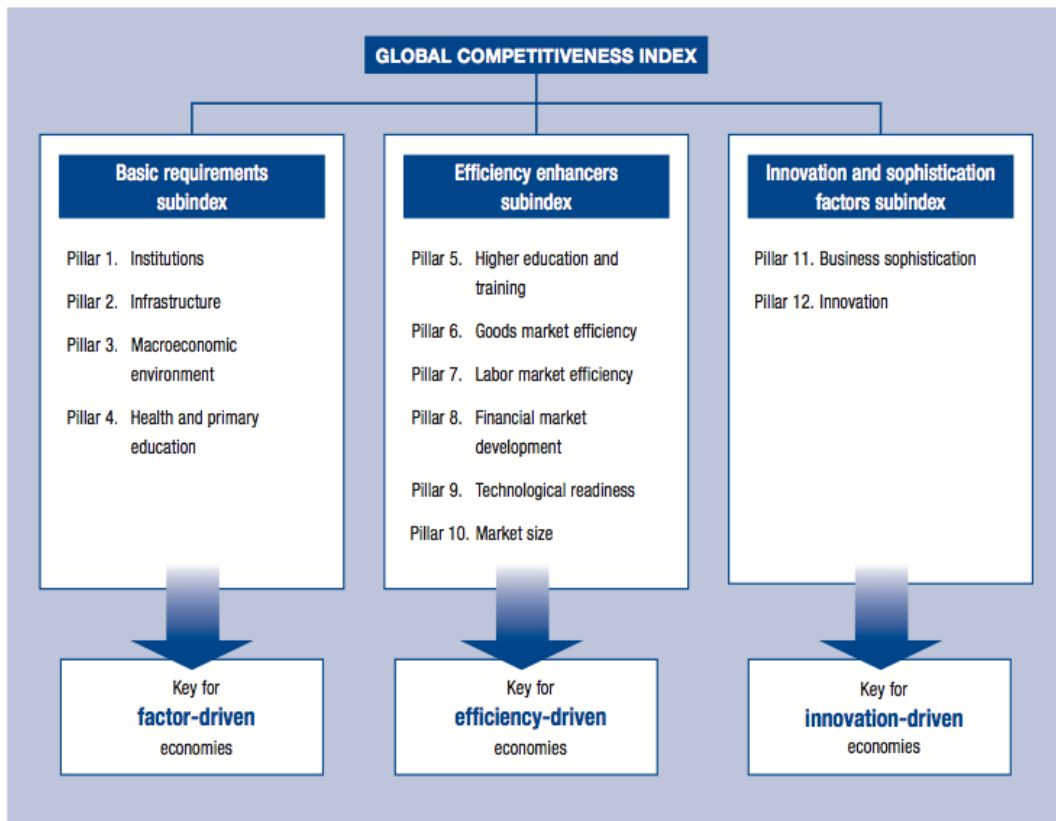 GLOBAL COMPETITIVENESS INDEX
Basic requirements
subindex
Pillar 1. Institutions
Pillar 2. Infrastructure
Pillar 3. Macroeconomic
environment
Pillar 4. Health and primary
education
Key for
factor-driven
economies
Efficiency enhancers
subindex
Pillar 5. Higher education and
training
Pillar 6. Goods market efficiency
Pillar 7. Labor market efficiency
Pillar 8. Financial market
development
Pillar 9. Technological readiness
Pillar 10. Market size
Key for
efficiency-driven
economies
Innovation and sophistication
factors subindex
Pillar 11. Business sophistication
Pillar 12. Innovation
Key for
innovation-driven
economies